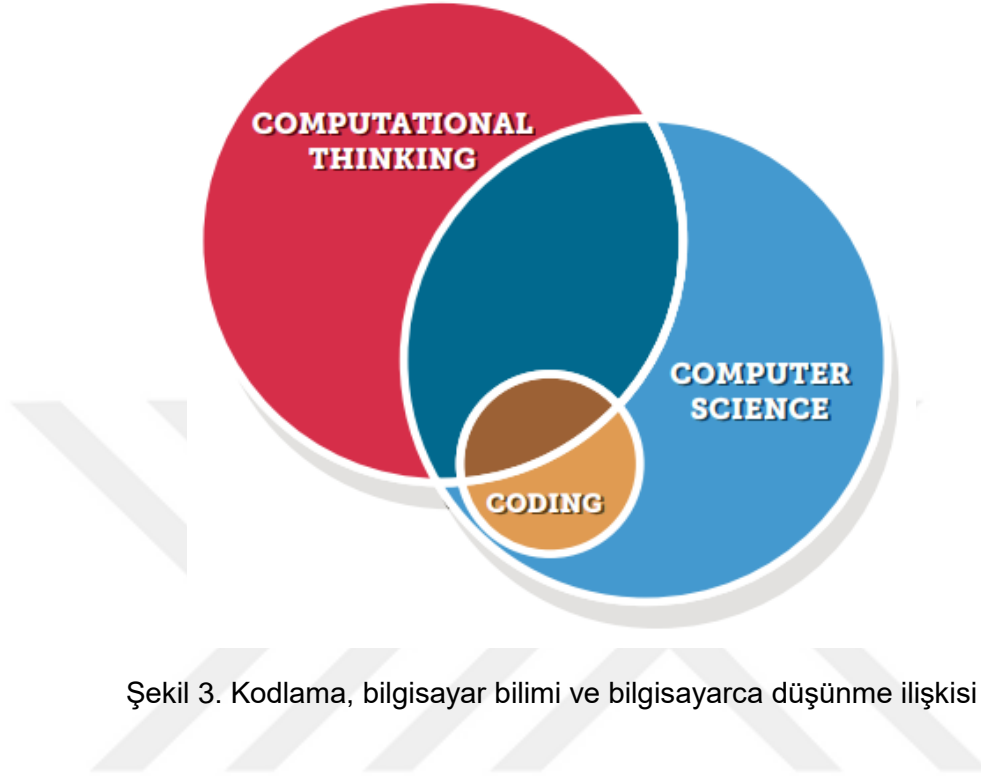 COMPUTATIONAL
THINKING
COMPUTER
SCIENCE
CODING
Şekil 3. Kodlama, bilgisayar bilimi ve bilgisayarca düşünme ilişkisi